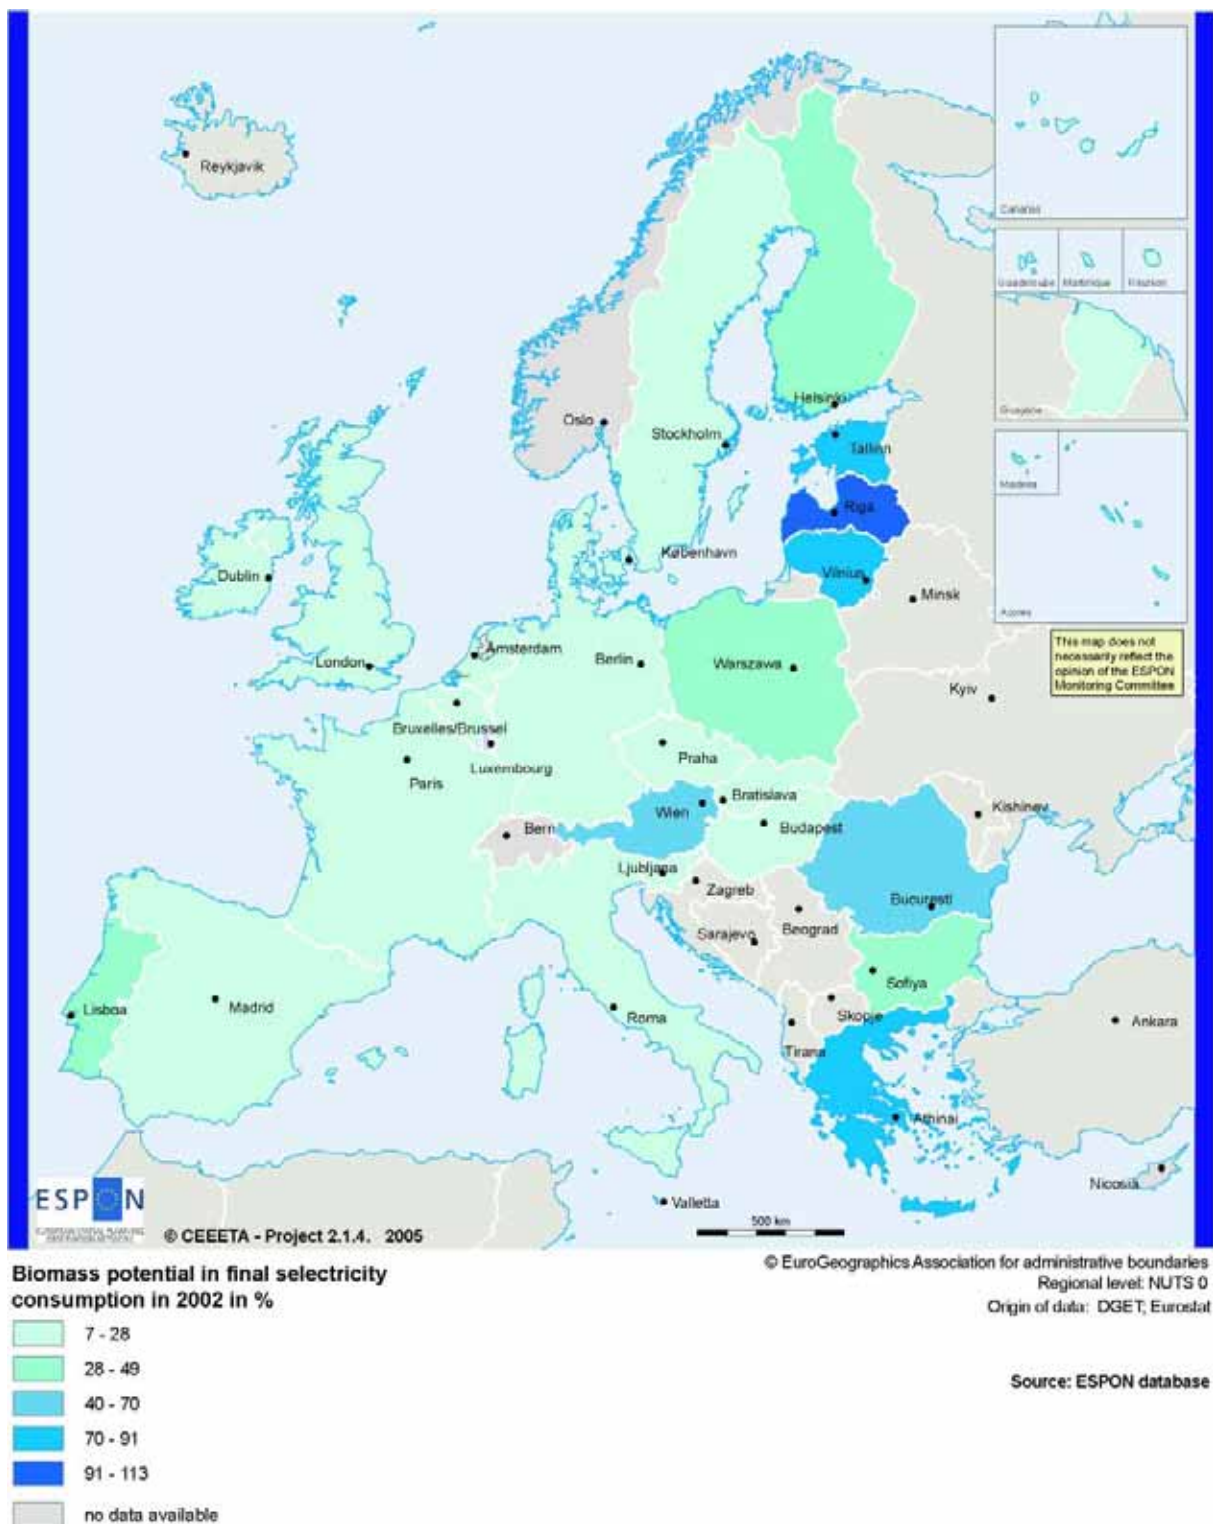 Reykjavik
Canarias
Guadeloupe
Martinique
Réunion
Guayane
Helsinki
Oslo
Stockholm
Tallinn
Madeira
Riga
København
Dublin
Vilnius
Minsk
Açores
This map does not
necessarily reflect the
opinion of the ESPON
Monitoring Committee
Amsterdam
London
Berlin
Warszawa
Kyiv
Bruxelles/Brussel
Luxembourg
Paris
Praha
Bratislava
Wien
Kishinev
Bern
Budapest
Ljubljana
Zagreb
Bucuresti
Sarajevo
Beograd
Sofiya
Lisboa
Madrid
Roma
Skopje
Ankara
Tirana
Athinai
Nicosia
Valletta
ESPON
500 km
© CEEETA - Project 2.1.4. 2005
Biomass potential in final selectricity
consumption in 2002 in %
© EuroGeographics Association for administrative boundaries
Regional level: NUTS 0
Origin of data: DGET; Eurostat
7 - 28
28 - 49
40 - 70
70 - 91
91 - 113
no data available
Source: ESPON database